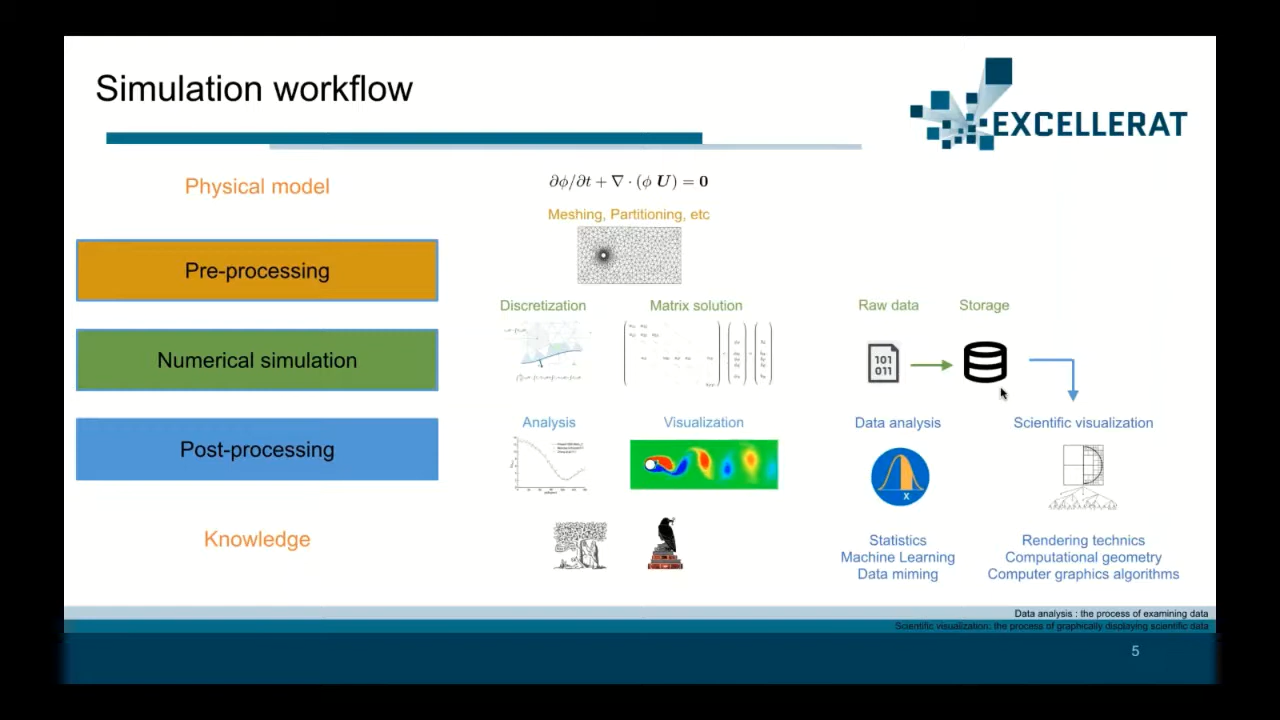 Simulation workflow
EXCELLERAT
Physical model
∂ϕ/∂t + ∇ · (ϕ U) = 0
Meshing, Partitioning, etc
Pre-processing
Discretization
Matrix solution
Raw data
Storage
Numerical simulation
101
011
Analysis
Visualization
Data analysis
Scientific visualization
Post-processing
X
Knowledge
Statistics
Machine Learning
Data miming
Rendering technics
Computational geometry
Computer graphics algorithms
Data analysis : the process of examining data
Scientific visualization: the process of graphically displaying scientific data
5